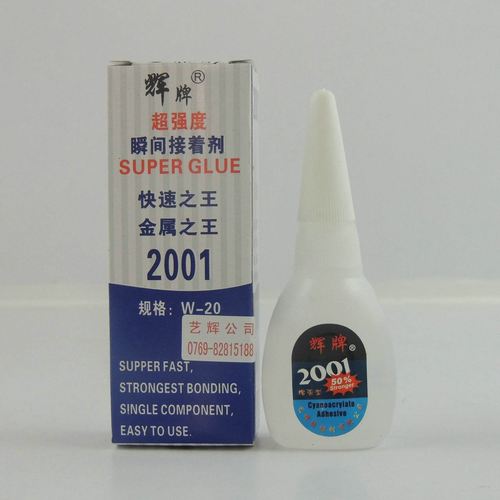 辉牌®
超强度
瞬间接着剂
SUPER GLUE
快速之王
金属之王
2001
规格: W-20
艺辉公司
0769-82815188
SUPPER FAST,
STRONGEST BONDING,
SINGLE COMPONENT,
EASY TO USE.
辉牌®
2001
50%
Stronger
Cyanoacrylate
Adhesive